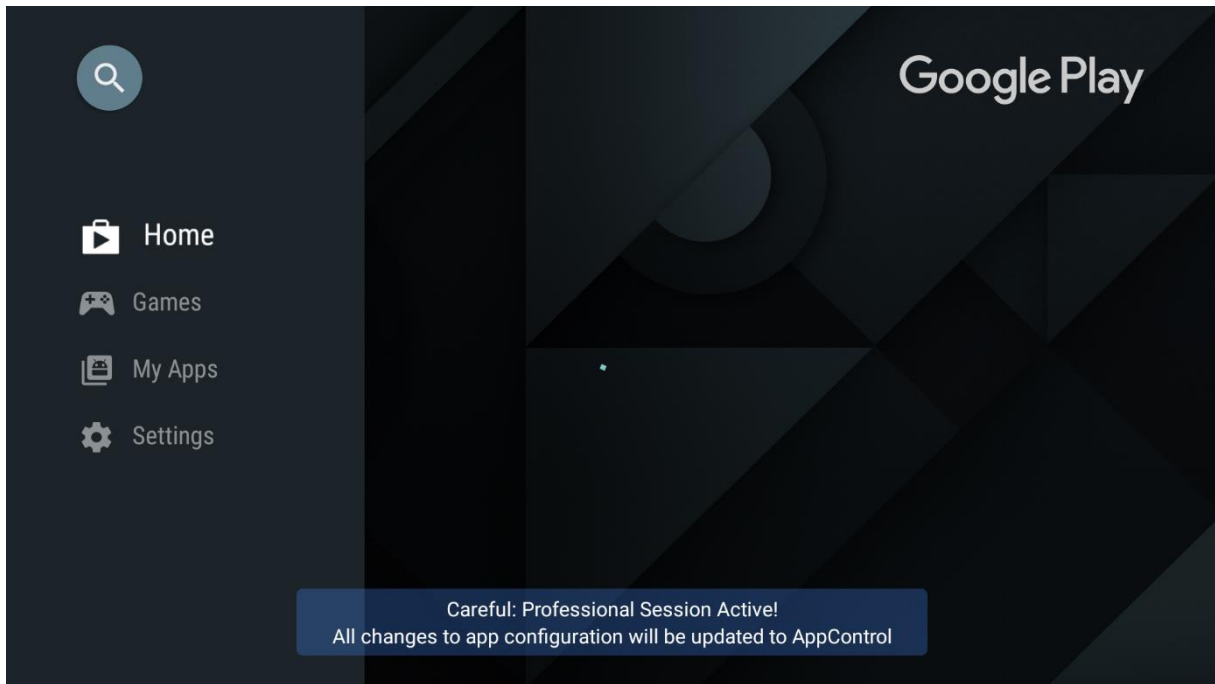 Google Play
Home
Games
My Apps
Settings
Careful: Professional Session Active!
All changes to app configuration will be updated to AppControl